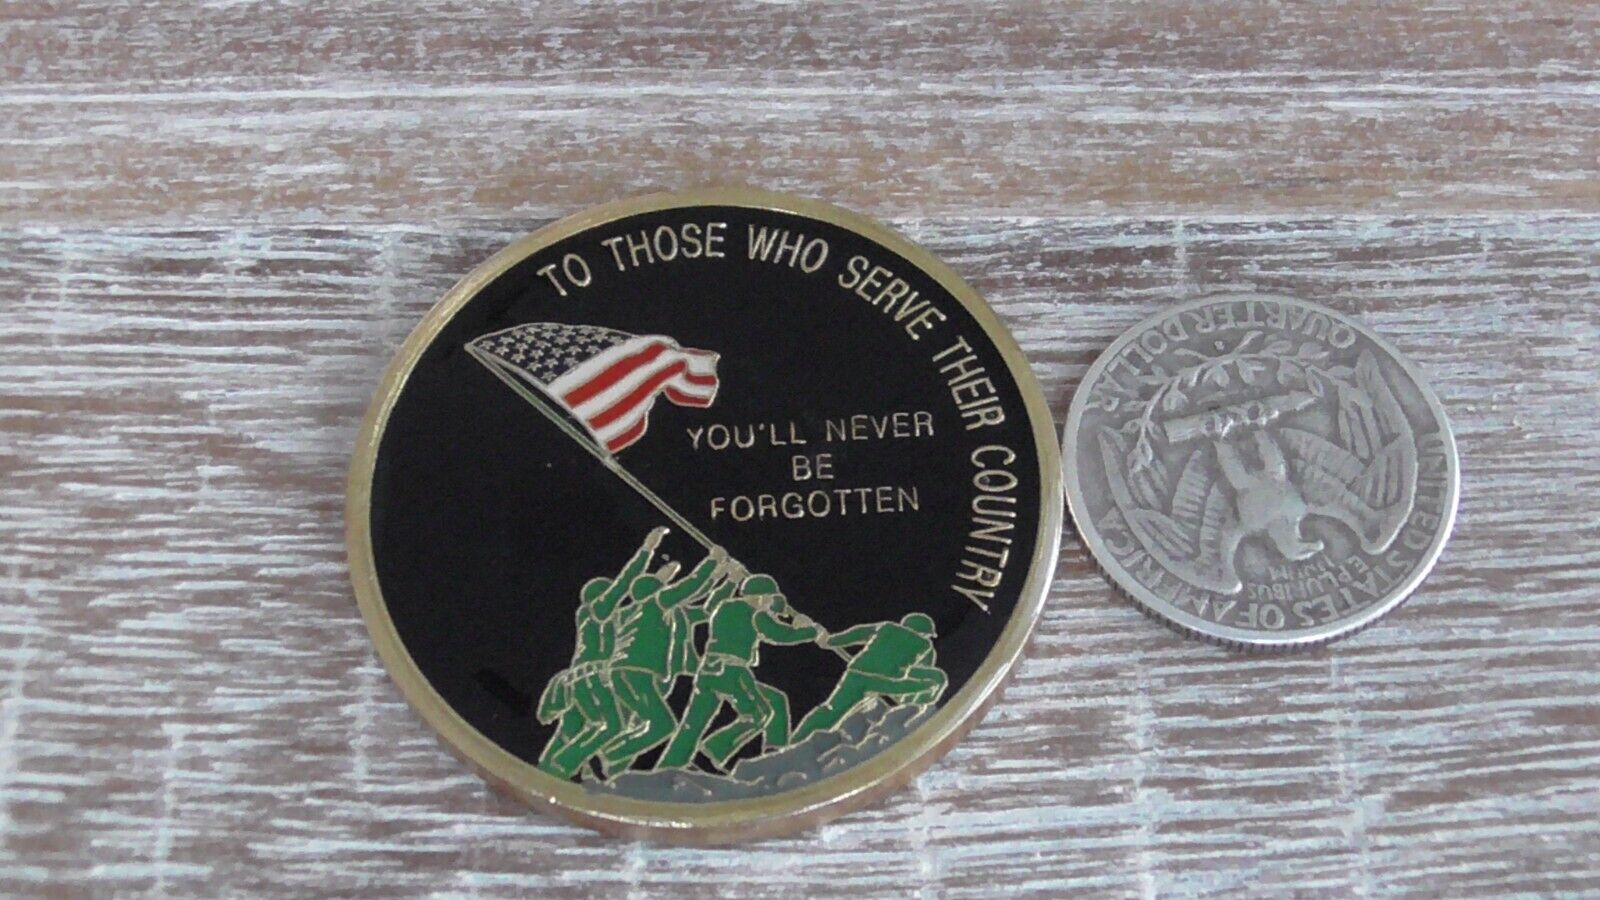 TO THOSE WHO SERVE THEIR COUNTRY
YOU'LL NEVER
BE
FORGOTTEN
UNITED STATES OF AMERICA
E PLURIBUS
UNUM
QUARTER DOLLAR